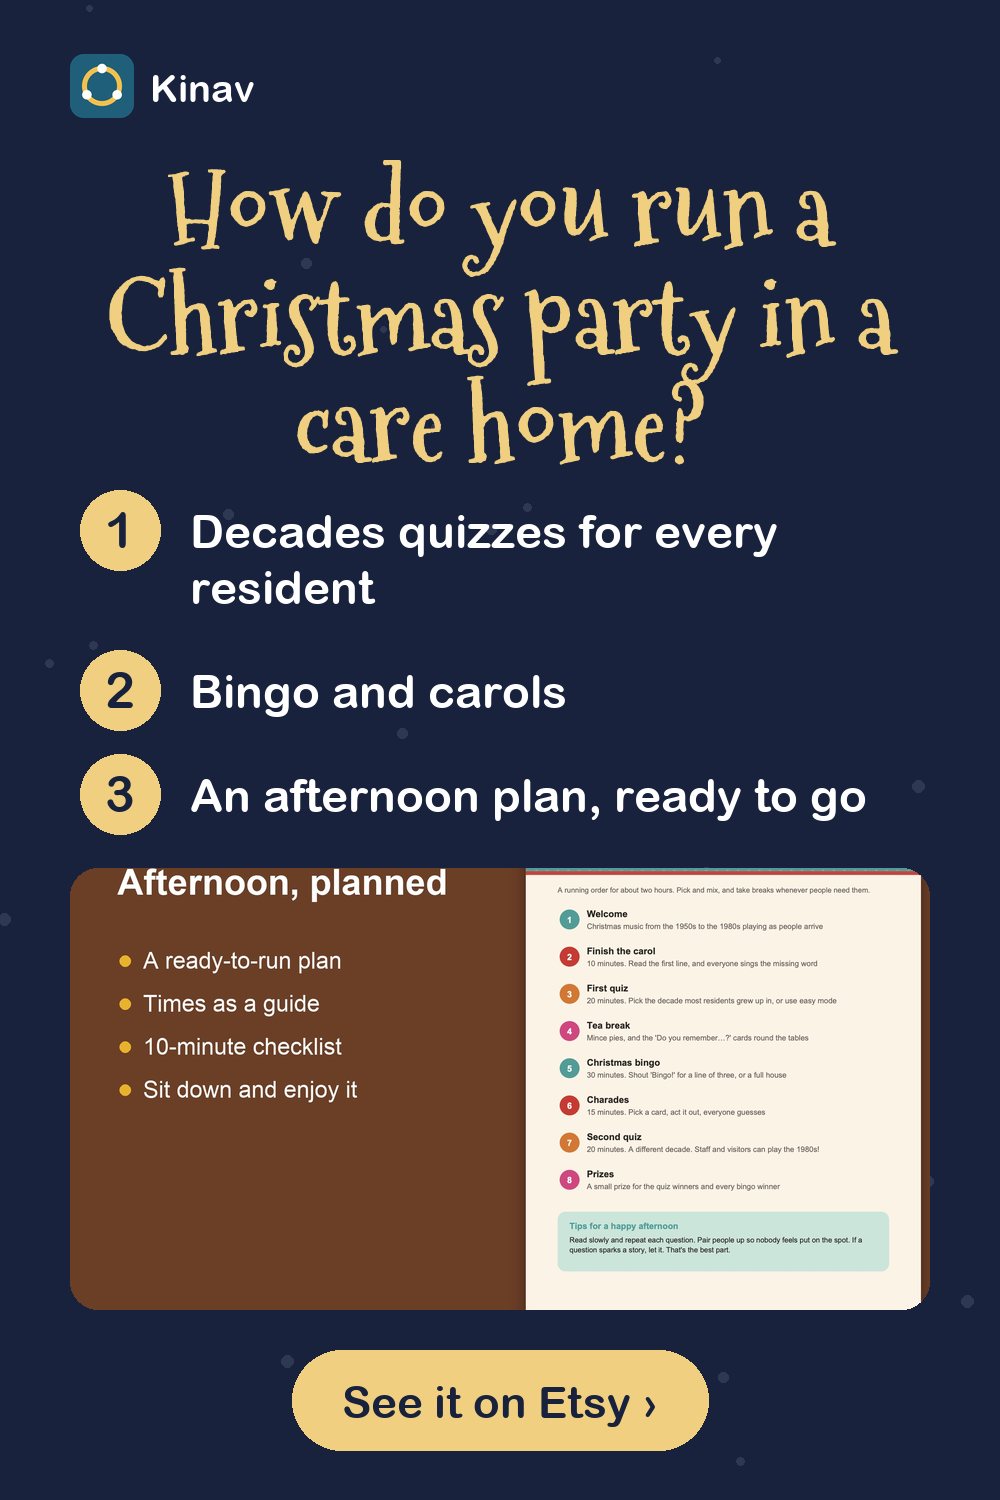 Kinav
How do you run a
Christmas party in a
care home?
1
Decades quizzes for every
resident
2
Bingo and carols
3
An afternoon plan, ready to go
Afternoon, planned
A ready-to-run plan
Times as a guide
10-minute checklist
Sit down and enjoy it
A running order for about two hours. Pick and mix, and take breaks whenever people need them.
1
Welcome
Christmas music from the 1950s to the 1980s playing as people arrive
2
Finish the carol
10 minutes. Read the first line, and everyone sings the missing word
3
First quiz
20 minutes. Pick the decade most residents grew up in, or use easy mode
4
Tea break
Mince pies, and the 'Do you remember…?' cards round the tables
5
Christmas bingo
30 minutes. Shout 'Bingo!' for a line of three, or a full house
6
Charades
15 minutes. Pick a card, act it out, everyone guesses
7
Second quiz
20 minutes. A different decade. Staff and visitors can play the 1980s!
8
Prizes
A small prize for the quiz winners and every bingo winner
Tips for a happy afternoon
Read slowly and repeat each question. Pair people up so nobody feels put on the spot. If a
question sparks a story, let it. That's the best part.
See it on Etsy ›